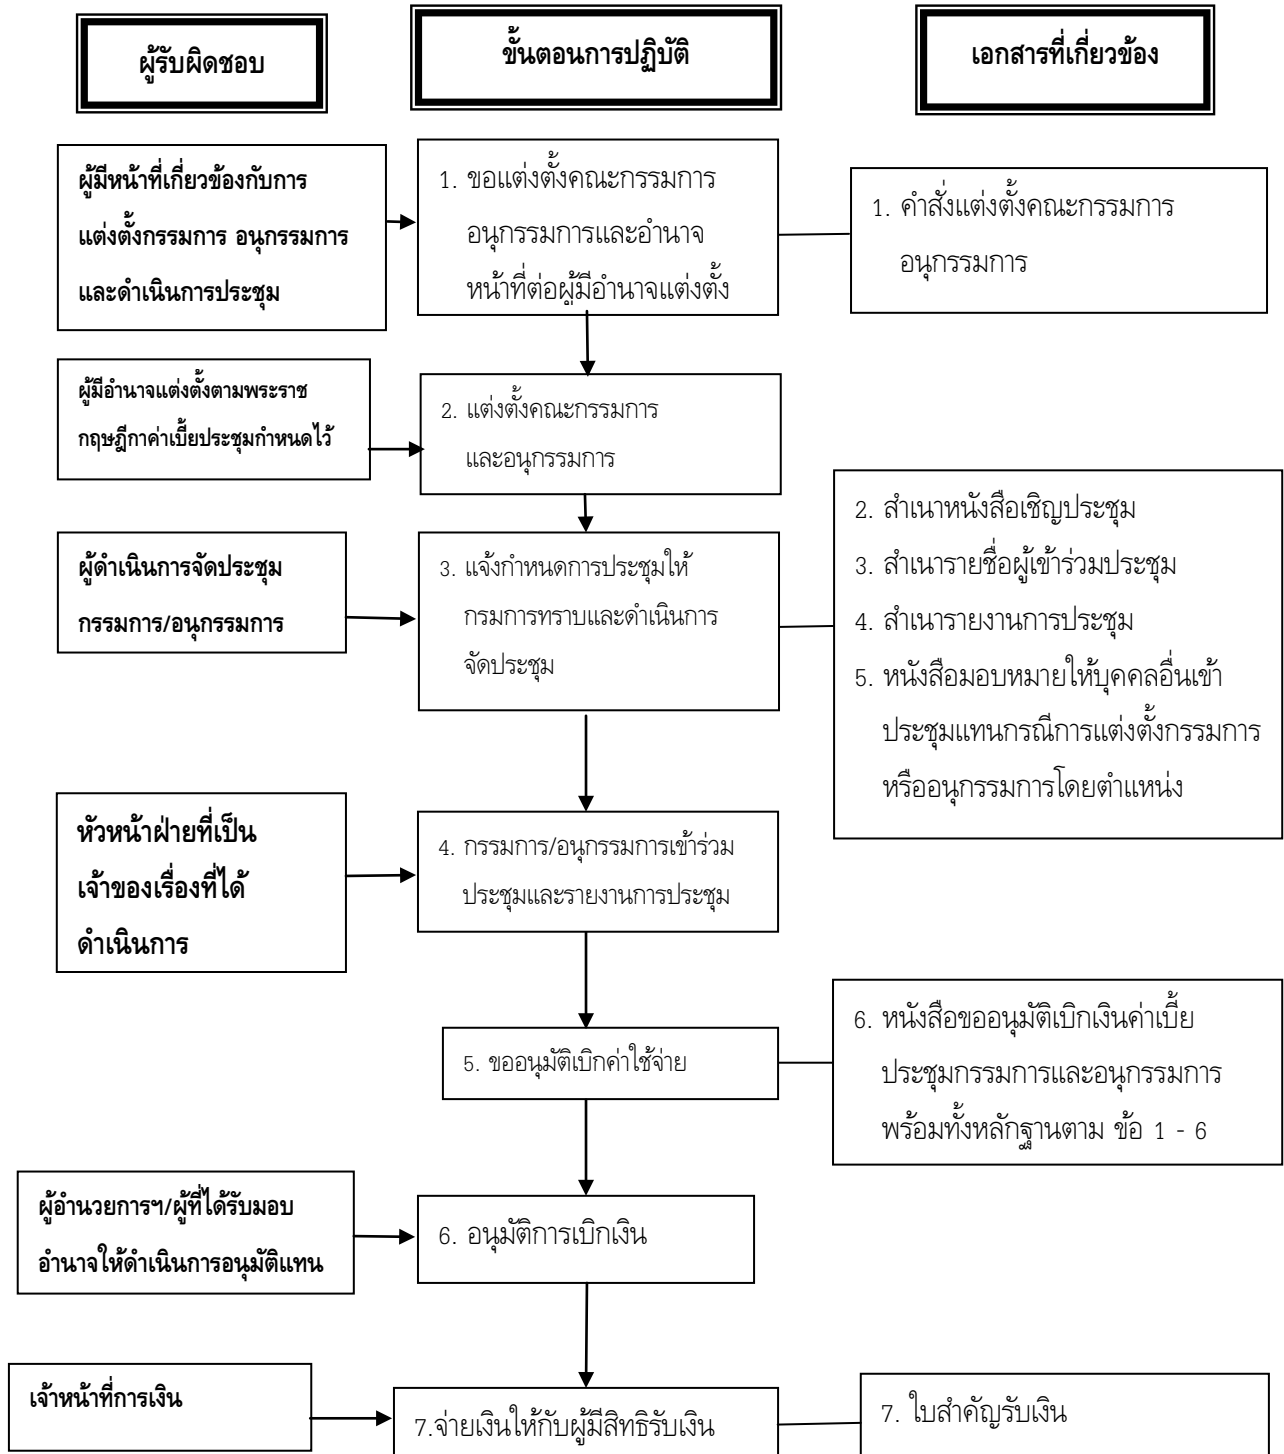 ผู้รับผิดชอบ
ขั้นตอนการปฏิบัติ
เอกสารที่เกี่ยวข้อง
ผู้มีหน้าที่เกี่ยวข้องกับการ
แต่งตั้งกรรมการ อนุกรรมการ
และดำเนินการประชุม
1. ขอแต่งตั้งคณะกรรมการ
อนุกรรมการและอำนาจ
หน้าที่ต่อผู้มีอำนาจแต่งตั้ง
1. คำสั่งแต่งตั้งคณะกรรมการ
อนุกรรมการ
ผู้มีอำนาจแต่งตั้งตามพระราช
กฤษฎีกาค่าเบี้ยประชุมกำหนดไว้
2. แต่งตั้งคณะกรรมการ
และอนุกรรมการ
ผู้ดำเนินการจัดประชุม
กรรมการ/อนุกรรมการ
3. แจ้งกำหนดการประชุมให้
กรมการทราบและดำเนินการ
จัดประชุม
2. สำเนาหนังสือเชิญประชุม
3. สำเนารายชื่อผู้เข้าร่วมประชุม
4. สำเนารายงานการประชุม
5. หนังสือมอบหมายให้บุคคลอื่นเข้า
ประชุมแทนกรณีการแต่งตั้งกรรมการ
หรืออนุกรรมการโดยตำแหน่ง
หัวหน้าฝ่ายที่เป็น
เจ้าของเรื่องที่ได้
ดำเนินการ
4. กรรมการ/อนุกรรมการเข้าร่วม
ประชุมและรายงานการประชุม
5. ขออนุมัติเบิกค่าใช้จ่าย
6. หนังสือขออนุมัติเบิกเงินค่าเบี้ย
ประชุมกรรมการและอนุกรรมการ
พร้อมทั้งหลักฐานตาม ข้อ 1 - 6
ผู้อำนวยการฯ/ผู้ที่ได้รับมอบ
อำนาจให้ดำเนินการอนุมัติแทน
6. อนุมัติการเบิกเงิน
เจ้าหน้าที่การเงิน
7.จ่ายเงินให้กับผู้มีสิทธิรับเงิน
7. ใบสำคัญรับเงิน